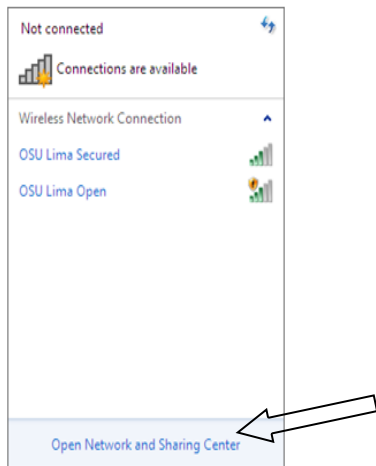 Not connected
Connections are available
Wireless Network Connection
OSU Lima Secured
OSU Lima Open
Open Network and Sharing Center